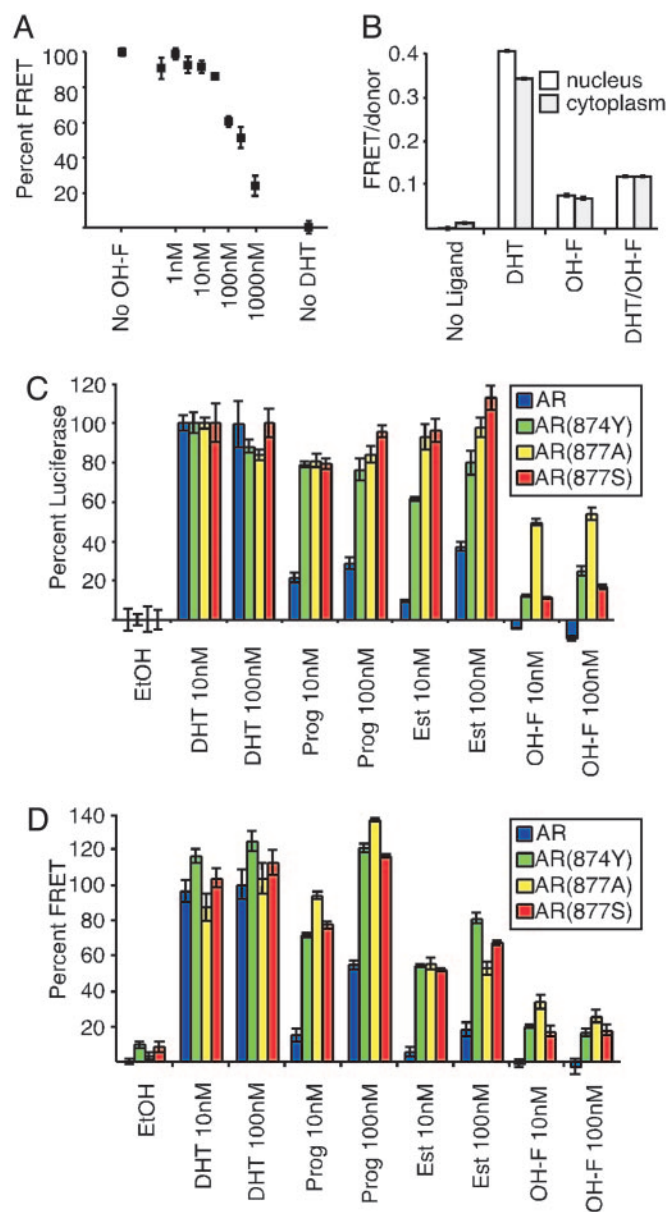 A
Percent FRET
100
80
60
40
20
No OH-F
1nM
10nM
100nM
1000nM
No DHT
B
FRET/donor
0.4
0.3
0.2
0.1
nucleus
cytoplasm
No Ligand
DHT
OH-F
DHT/OH-F
C
Percent Luciferase
120
100
80
60
40
20
AR
AR(874Y)
AR(877A)
AR(877S)
EtOH
DHT 10nM
DHT 100nM
Prog 10nM
Prog 100nM
Est 10nM
Est 100nM
OH-F 10nM
OH-F 100nM
D
Percent FRET
140
120
100
80
60
40
20
AR
AR(874Y)
AR(877A)
AR(877S)
EtOH
DHT 10nM
DHT 100nM
Prog 10nM
Prog 100nM
Est 10nM
Est 100nM
OH-F 10nM
OH-F 100nM